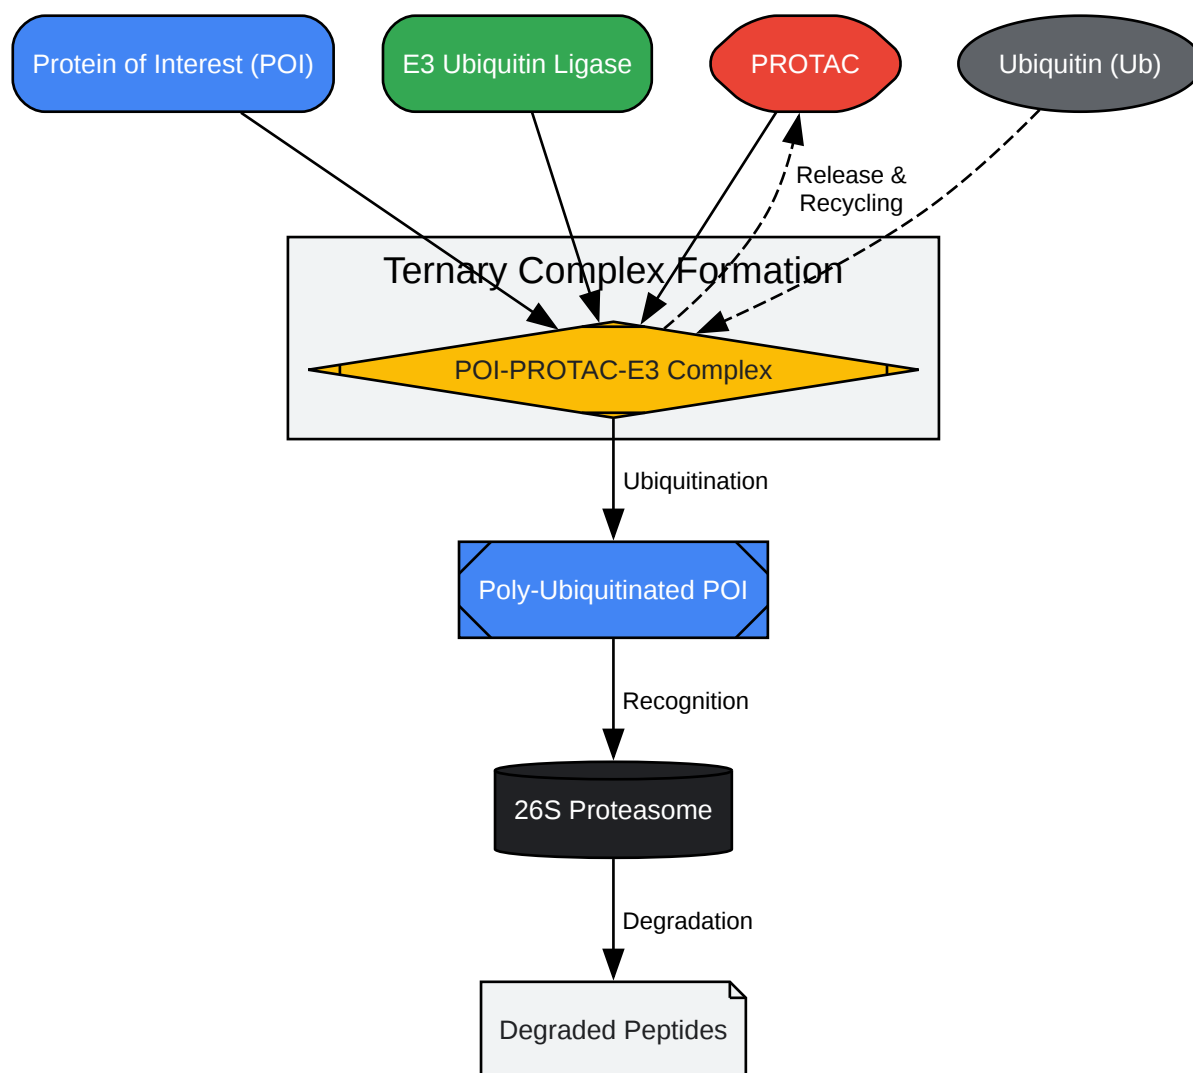 Protein of Interest (POI)
E3 Ubiquitin Ligase
PROTAC
Ubiquitin (Ub)
Release &
Recycling
Ternary Complex Formation
POI-PROTAC-E3 Complex
Ubiquitination
Poly-Ubiquitinated POI
Recognition
26S Proteasome
Degradation
Degraded Peptides